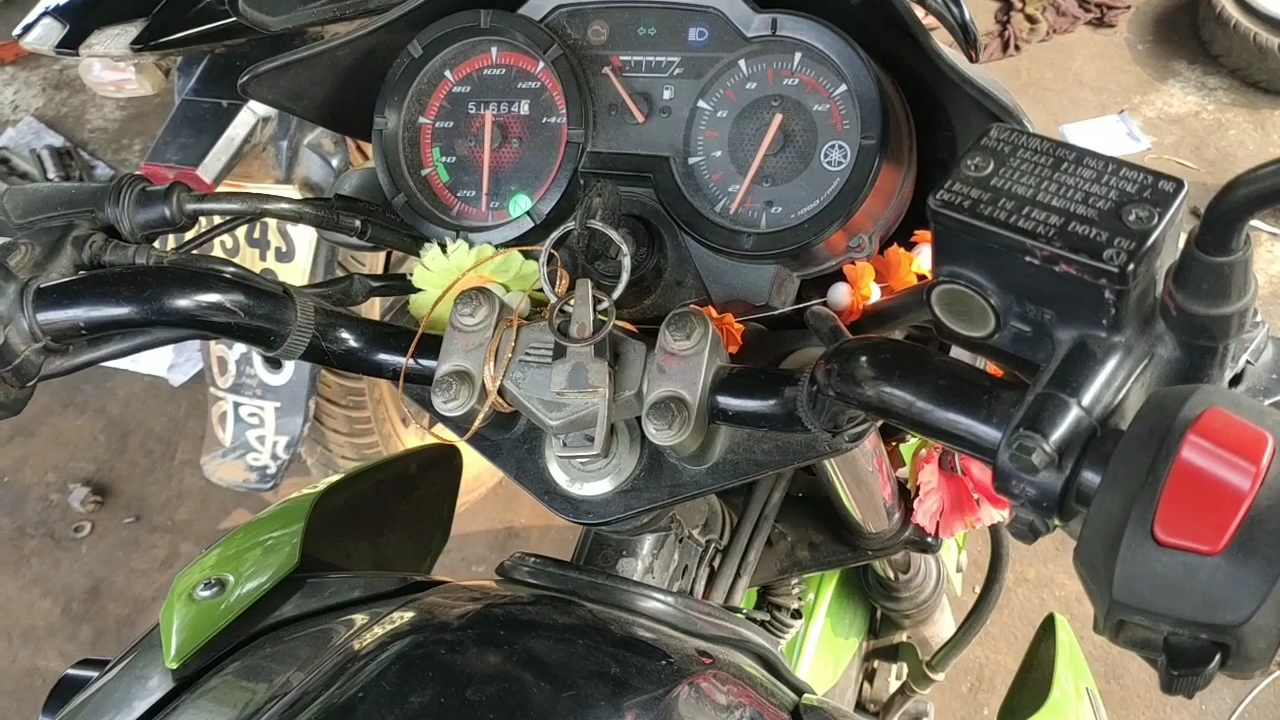 100
80
120
51664
60
140
40
20
0
F
8
10
6
12
4
2
0
×1000r/min
WARNING:USE ONLY DOT3 OR
DOT4 BRAKE FLUID FROM
SEALED CONTAINER.
CLEAN FILLER CAP
BEFORE REMOVING.
LIQUIDE DE FREIN DOT3 OU
DOT4 SEULEMENT.
N